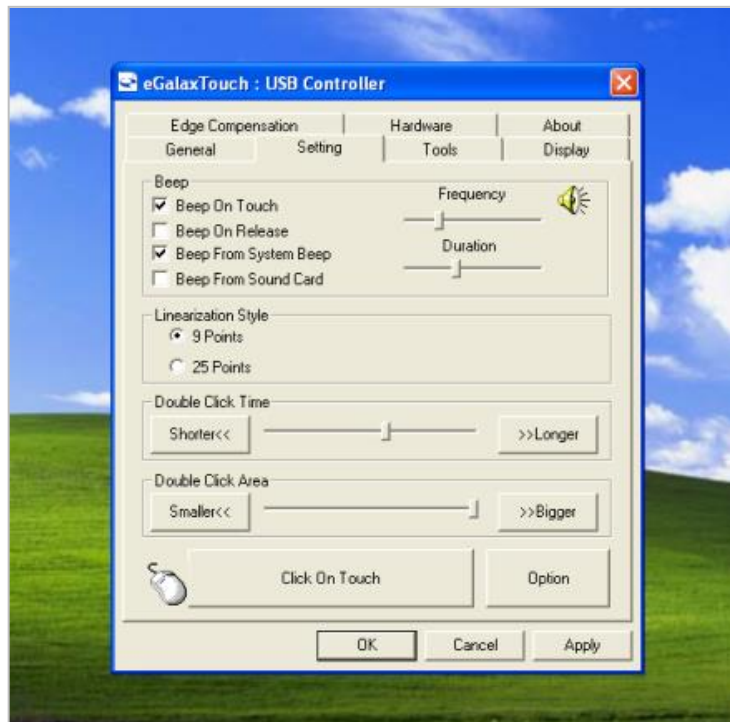 eGalaxTouch : USB Controller
Edge Compensation Hardware About
General Setting Tools Display
Beep
Beep On Touch
Beep On Release
Beep From System Beep
Beep From Sound Card
Frequency
Duration
Linearization Style
9 Points
25 Points
Double Click Time
Shorter<< >>Longer
Double Click Area
Smaller<< >>Bigger
Click On Touch Option
OK Cancel Apply